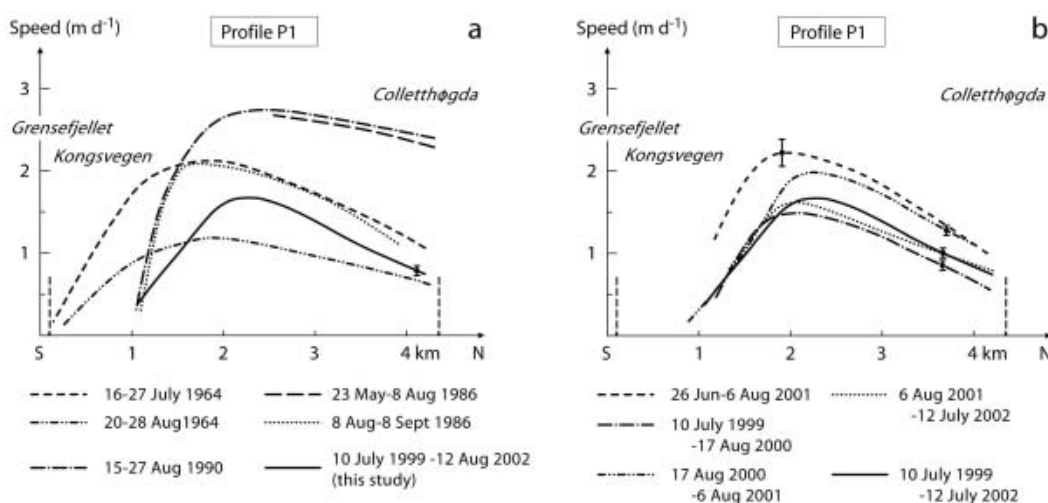 Speed (m d-1)
Profile P1
a
3
Colletthøgda
Grensefjellet
Kongsvegen
2
1
S
1
2
3
4 km
N
16-27 July 1964
23 May-8 Aug 1986
20-28 Aug1964
8 Aug-8 Sept 1986
15-27 Aug 1990
10 July 1999 -12 Aug 2002
(this study)
Speed (m d-1)
Profile P1
b
3
Colletthøgda
Grensefjellet
Kongsvegen
2
1
S
1
2
3
4 km
N
26 Jun-6 Aug 2001
6 Aug 2001
-12 July 2002
10 July 1999
-17 Aug 2000
17 Aug 2000
-6 Aug 2001
10 July 1999
-12 July 2002